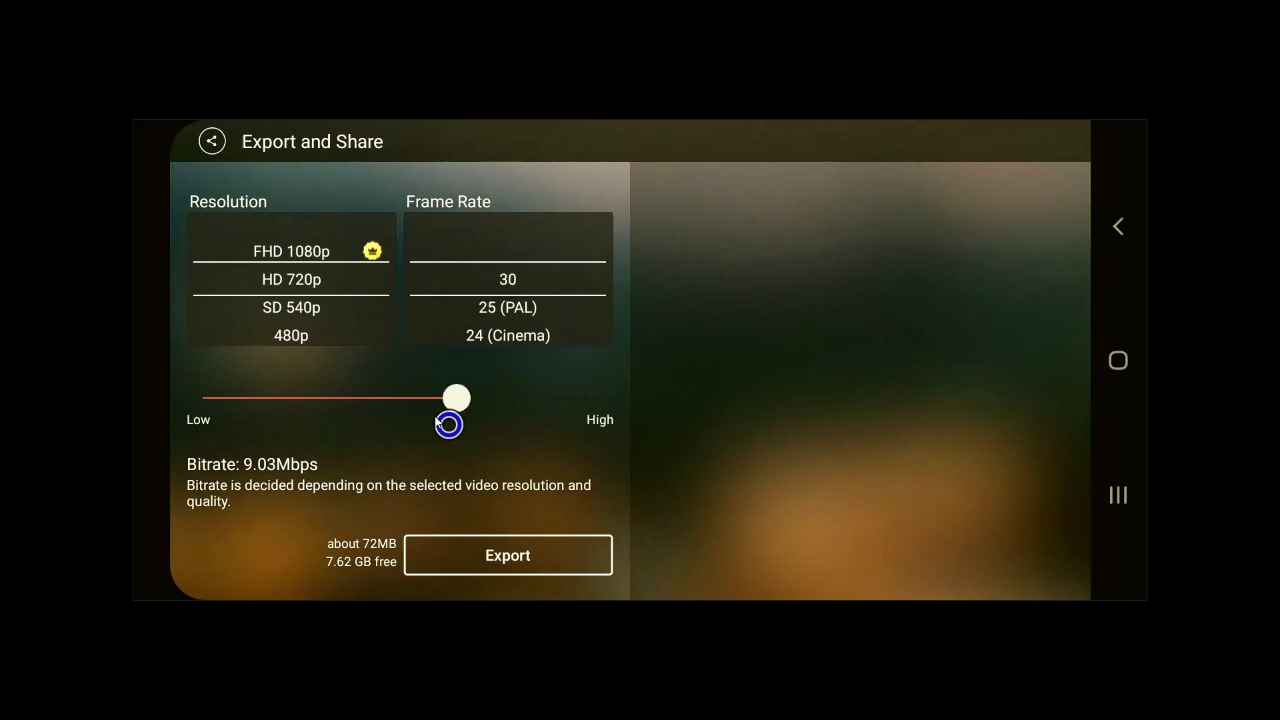 Export and Share
Resolution
Frame Rate
FHD 1080p
HD 720p
SD 540p
480p
30
25 (PAL)
24 (Cinema)
Low
High
Bitrate: 9.03Mbps
Bitrate is decided depending on the selected video resolution and
quality.
about 72MB
7.62 GB free
Export